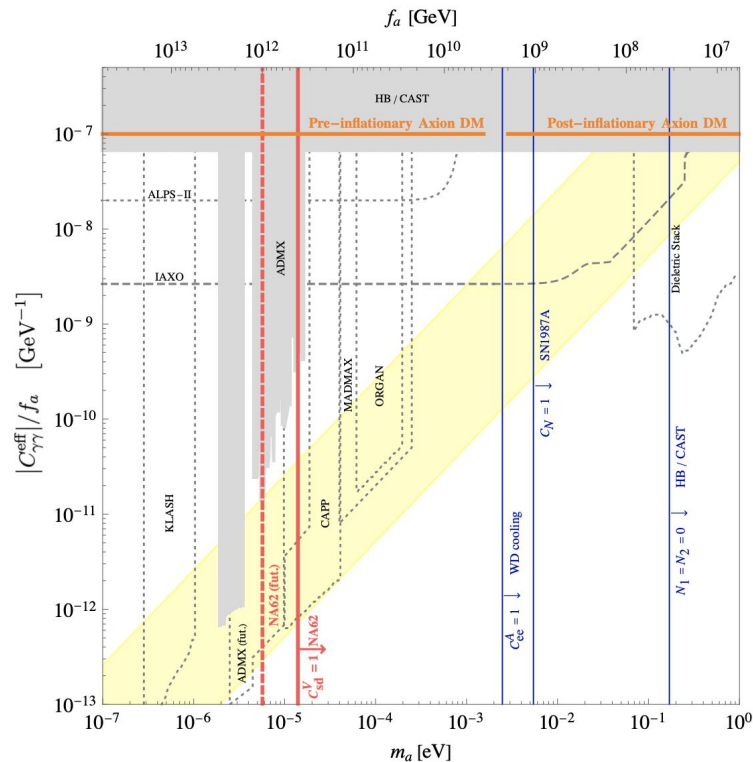 f_a [GeV]
10^13 10^12 10^11 10^10 10^9 10^8 10^7
HB / CAST
10^-7
Pre−inflationary Axion DM
Post−inflationary Axion DM
ALPS−II
10^-8
ADMX
Dieletric Stack
IAXO
10^-9
SN1987A
MADMAX
ORGAN
C_N = 1 ↓
|C_γγ^eff|/f_a [GeV^-1]
10^-10
HB / CAST
KLASH
CAPP
10^-11
N_1 = N_2 = 0 ↓
WD cooling
NA62 (fut.)
10^-12
C_ee^A = 1 ↓
ADMX (fut.)
NA62
C_sd^V = 1
10^-13
10^-7 10^-6 10^-5 10^-4 10^-3 10^-2 10^-1 10^0
m_a [eV]